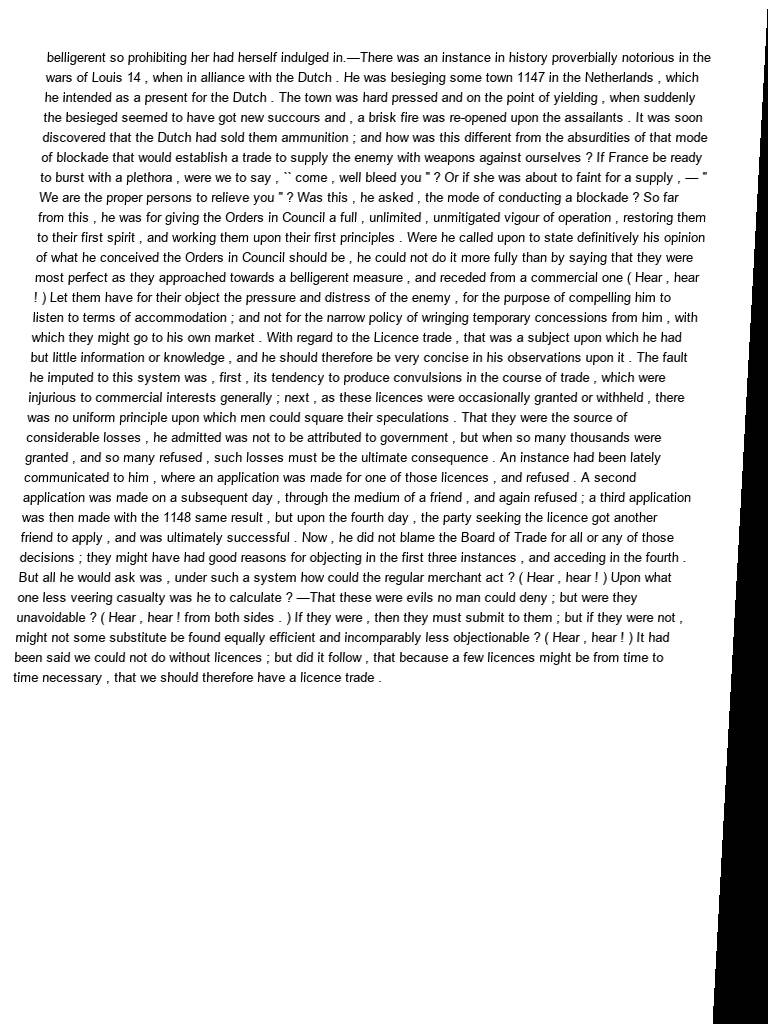 belligerent so prohibiting her had herself indulged in.—There was an instance in history proverbially notorious in the
wars of Louis 14 , when in alliance with the Dutch . He was besieging some town 1147 in the Netherlands , which
he intended as a present for the Dutch . The town was hard pressed and on the point of yielding , when suddenly
the besieged seemed to have got new succours and , a brisk fire was re-opened upon the assailants . It was soon
discovered that the Dutch had sold them ammunition ; and how was this different from the absurdities of that mode
of blockade that would establish a trade to supply the enemy with weapons against ourselves ? If France be ready
to burst with a plethora , were we to say , `` come , well bleed you " ? Or if she was about to faint for a supply , — "
We are the proper persons to relieve you " ? Was this , he asked , the mode of conducting a blockade ? So far
from this , he was for giving the Orders in Council a full , unlimited , unmitigated vigour of operation , restoring them
to their first spirit , and working them upon their first principles . Were he called upon to state definitively his opinion
of what he conceived the Orders in Council should be , he could not do it more fully than by saying that they were
most perfect as they approached towards a belligerent measure , and receded from a commercial one ( Hear , hear
! ) Let them have for their object the pressure and distress of the enemy , for the purpose of compelling him to
listen to terms of accommodation ; and not for the narrow policy of wringing temporary concessions from him , with
which they might go to his own market . With regard to the Licence trade , that was a subject upon which he had
but little information or knowledge , and he should therefore be very concise in his observations upon it . The fault
he imputed to this system was , first , its tendency to produce convulsions in the course of trade , which were
injurious to commercial interests generally ; next , as these licences were occasionally granted or withheld , there
was no uniform principle upon which men could square their speculations . That they were the source of
considerable losses , he admitted was not to be attributed to government , but when so many thousands were
granted , and so many refused , such losses must be the ultimate consequence . An instance had been lately
communicated to him , where an application was made for one of those licences , and refused . A second
application was made on a subsequent day , through the medium of a friend , and again refused ; a third application
was then made with the 1148 same result , but upon the fourth day , the party seeking the licence got another
friend to apply , and was ultimately successful . Now , he did not blame the Board of Trade for all or any of those
decisions ; they might have had good reasons for objecting in the first three instances , and acceding in the fourth .
But all he would ask was , under such a system how could the regular merchant act ? ( Hear , hear ! ) Upon what
one less veering casualty was he to calculate ? —That these were evils no man could deny ; but were they
unavoidable ? ( Hear , hear ! from both sides . ) If they were , then they must submit to them ; but if they were not ,
might not some substitute be found equally efficient and incomparably less objectionable ? ( Hear , hear ! ) It had
been said we could not do without licences ; but did it follow , that because a few licences might be from time to
time necessary , that we should therefore have a licence trade .